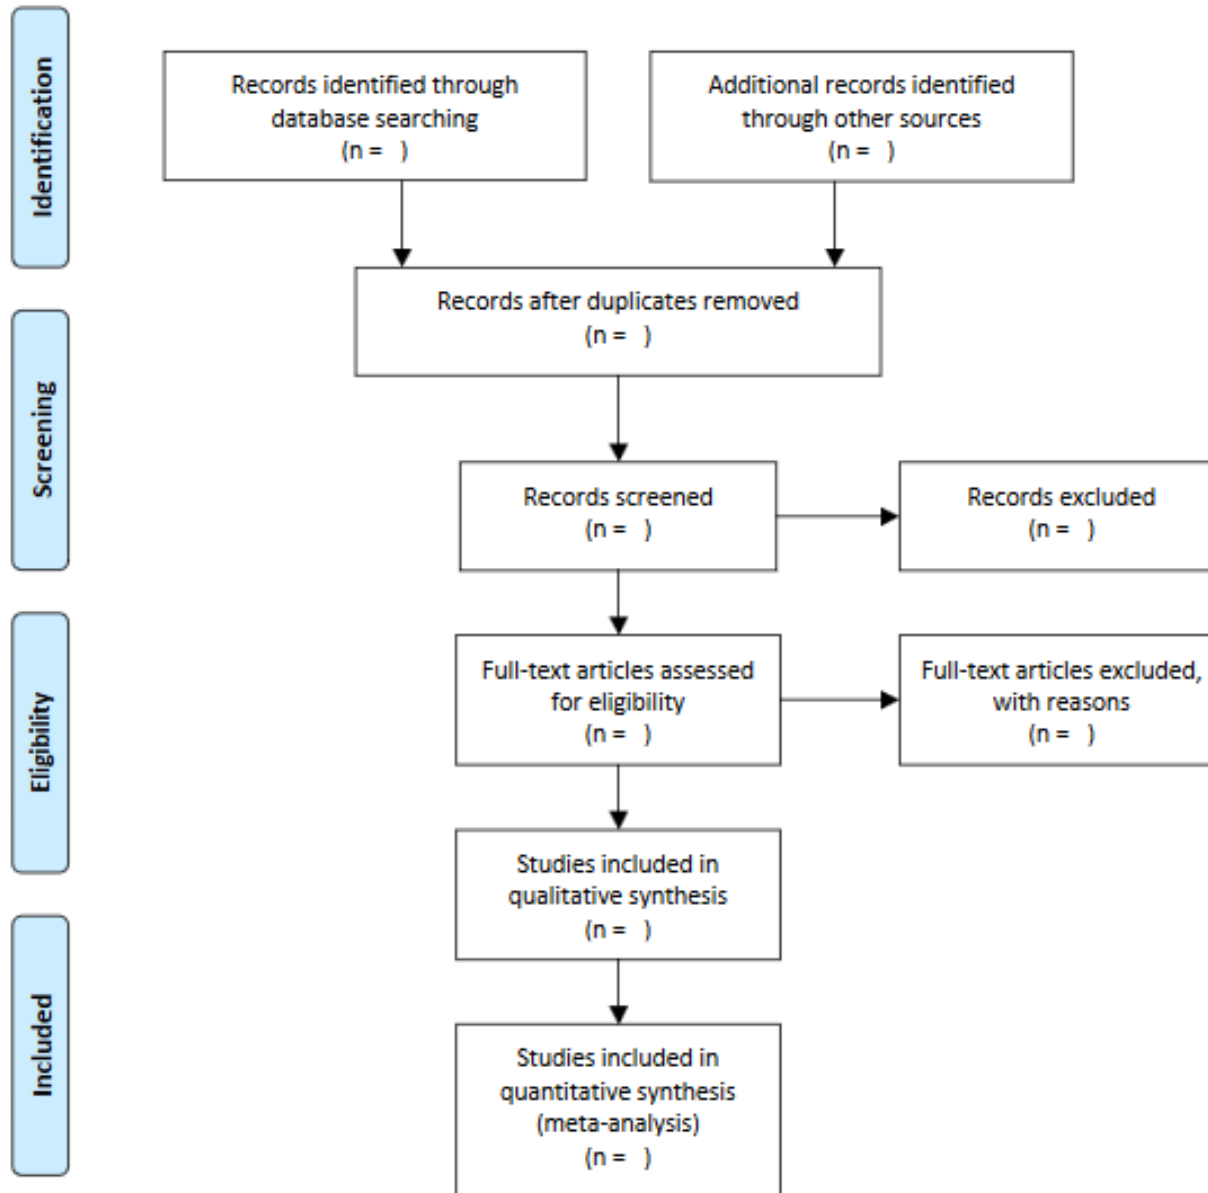 Identification
Records identified through
database searching
(n =   )
Additional records identified
through other sources
(n =   )
Records after duplicates removed
(n =   )
Screening
Records screened
(n =   )
Records excluded
(n =   )
Eligibility
Full-text articles assessed
for eligibility
(n =   )
Full-text articles excluded,
with reasons
(n =   )
Studies included in
qualitative synthesis
(n =   )
Included
Studies included in
quantitative synthesis
(meta-analysis)
(n =   )